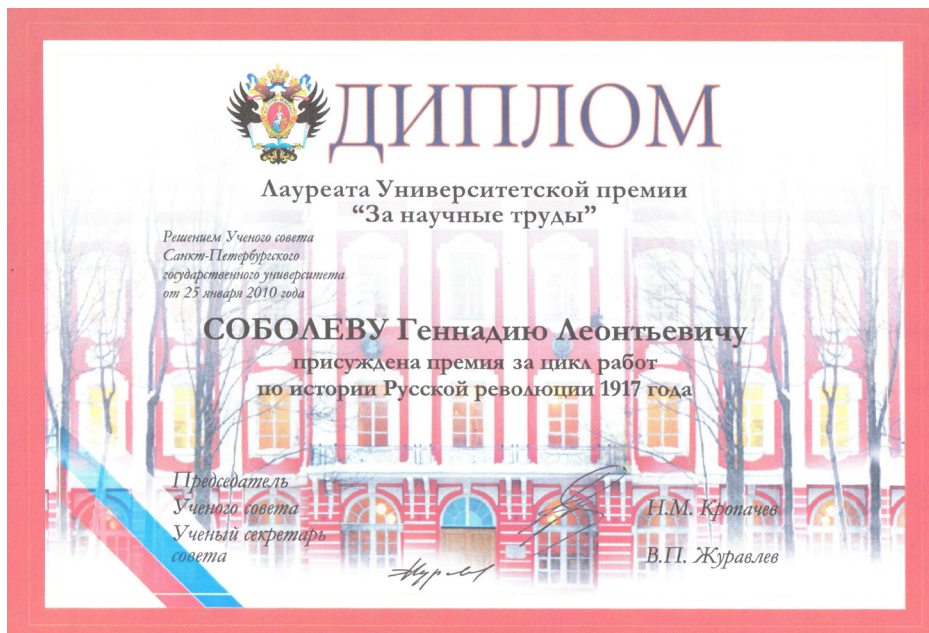 ДИПЛОМ
Лауреата Университетской премии
“За научные труды”
Решением Ученого совета
Санкт-Петербургского
государственного университета
от 25 января 2010 года
СОБОЛЕВУ Геннадию Леонтьевичу
присуждена премия за цикл работ
по истории Русской революции 1917 года
Председатель
Ученого совета
Н.М. Кропачев
Ученый секретарь
совета
В.П. Журавлев